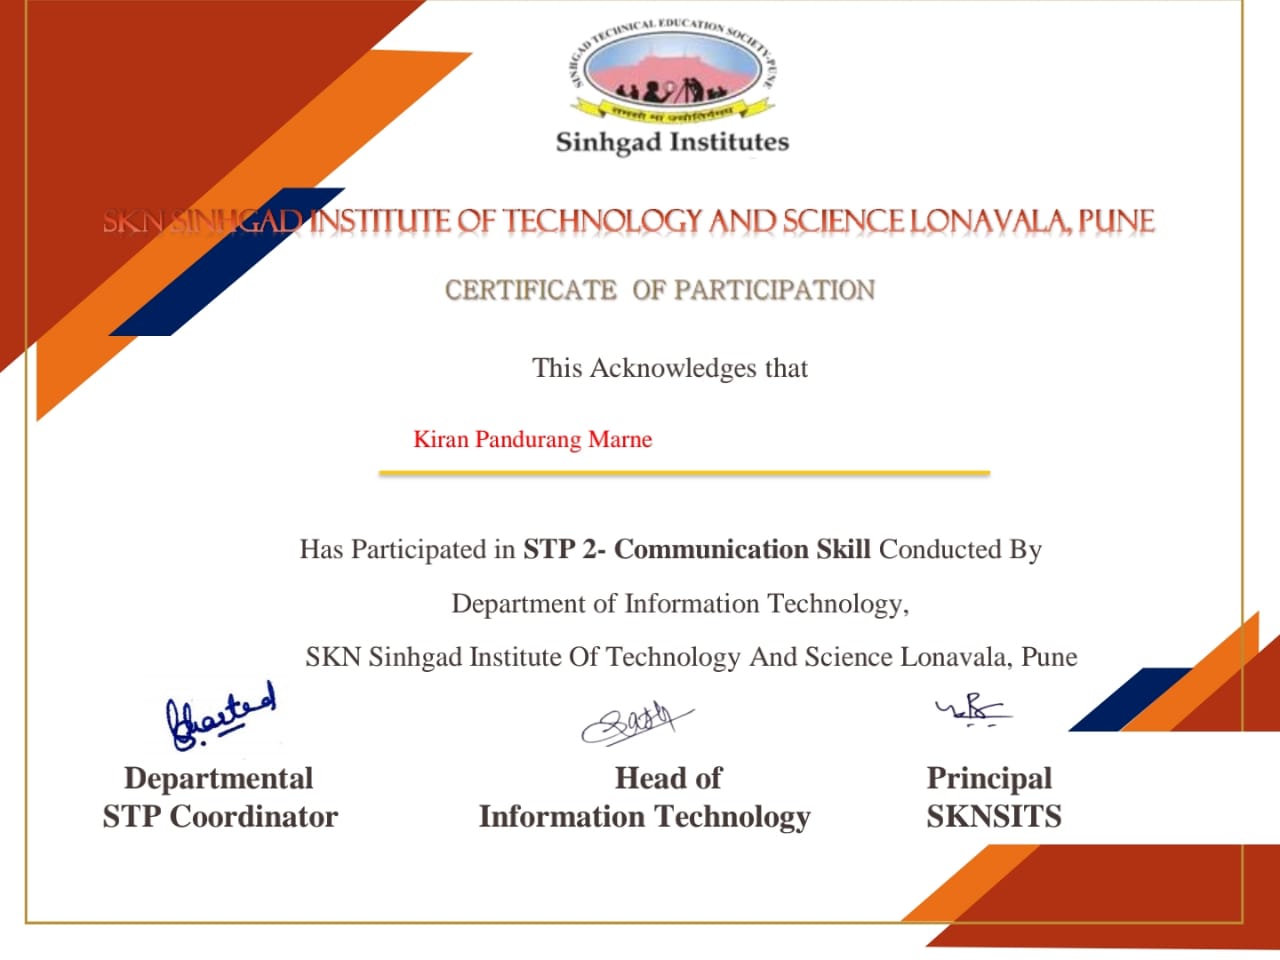 SINHGAD TECHNICAL EDUCATION SOCIETY-PUNE
तमसो मा ज्योतिर्गमय
Sinhgad Institutes
SKN SINHGAD INSTITUTE OF TECHNOLOGY AND SCIENCE LONAVALA, PUNE
CERTIFICATE OF PARTICIPATION
This Acknowledges that
Kiran Pandurang Marne
Has Participated in STP 2- Communication Skill Conducted By
Department of Information Technology,
SKN Sinhgad Institute Of Technology And Science Lonavala, Pune
Departmental Head of Principal
STP Coordinator Information Technology SKNSITS